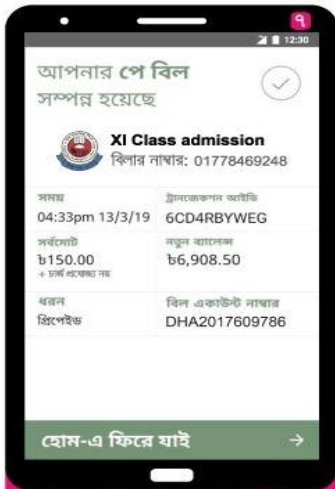 ৭
12:30
আপনার পে বিল
সম্পন্ন হয়েছে
XI Class admission
বিলার নাম্বার: 01778469248
সময়
ট্রানজেকশন আইডি
04:33pm 13/3/19
6CD4RBYWEG
সর্বমোট
নতুন ব্যালেন্স
৳150.00
৳6,908.50
+ চার্জ প্রযোজ্য নয়
ধরন
বিল একাউন্ট নাম্বার
প্রিপেইড
DHA2017609786
হোম-এ ফিরে যাই